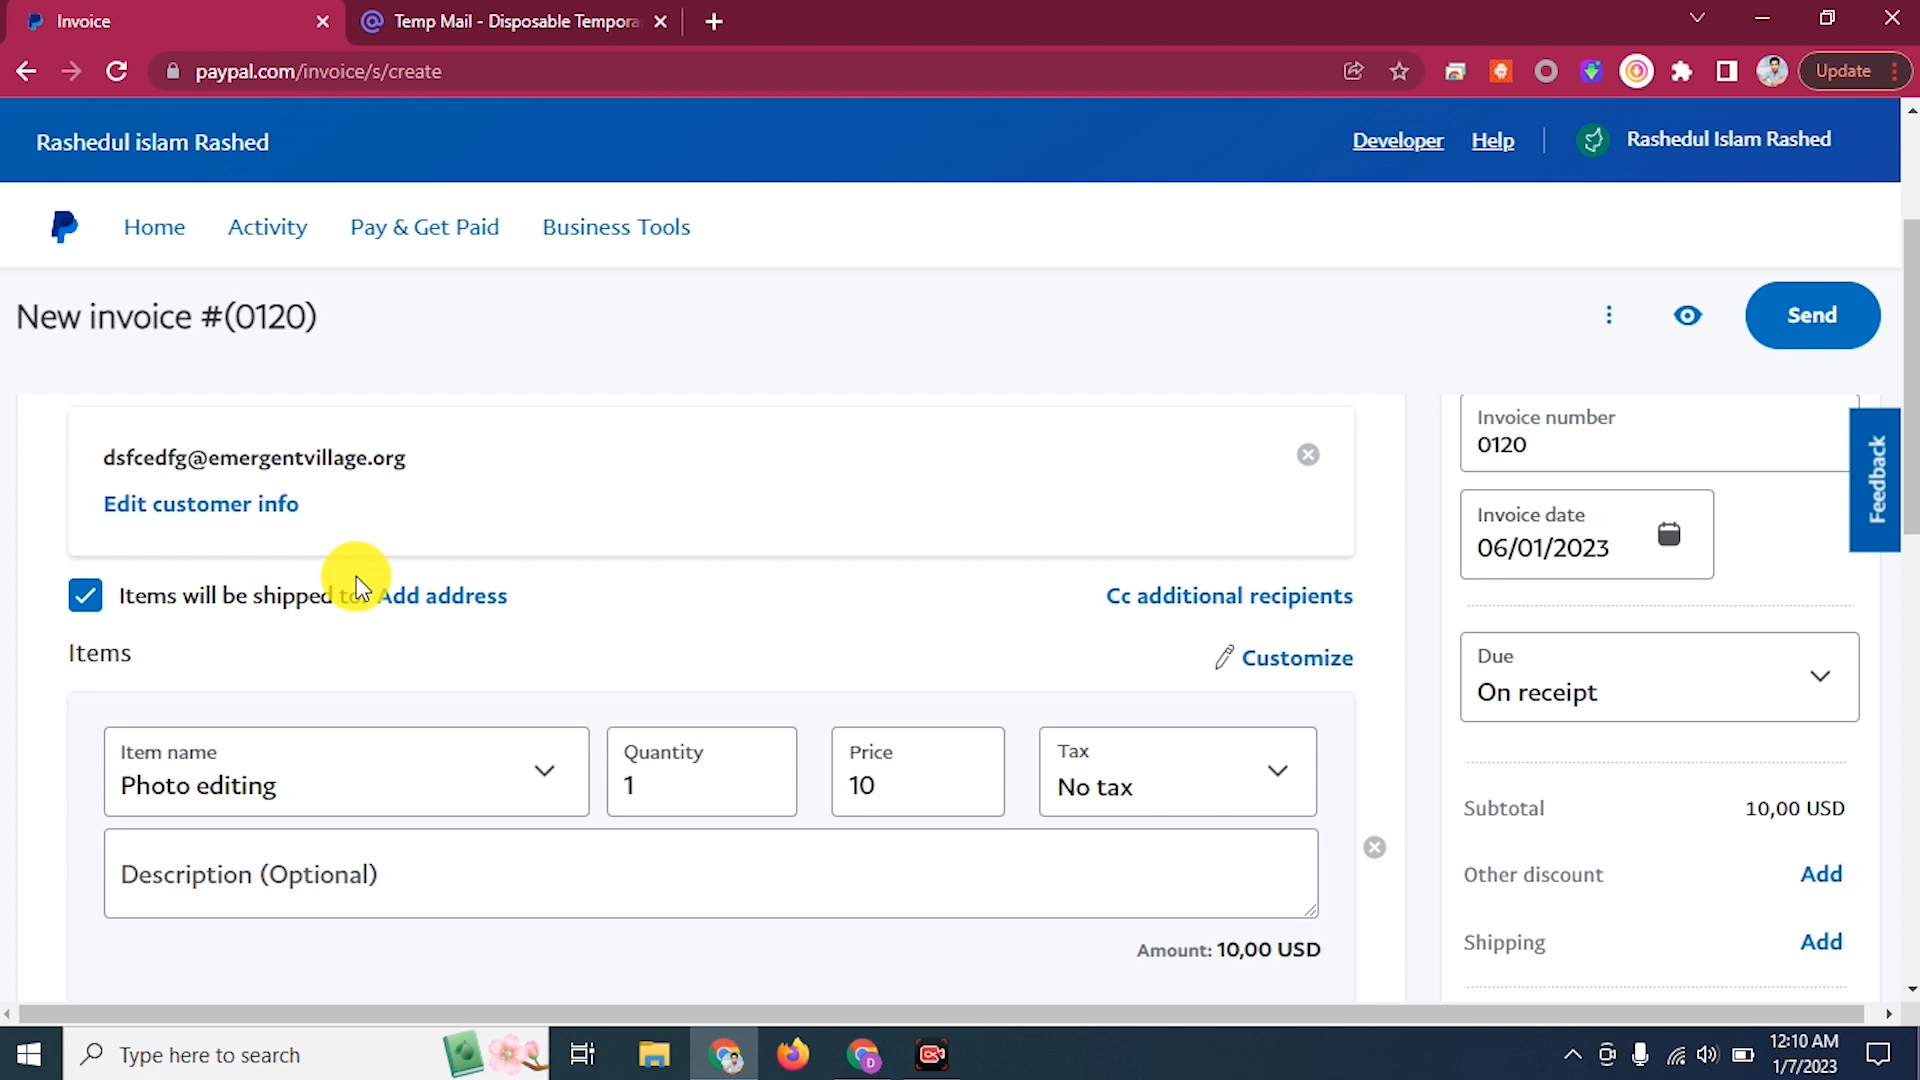 Invoice
Temp Mail - Disposable Tempora
paypal.com/invoice/s/create
Update
Rashedul islam Rashed
Developer
Help
Rashedul Islam Rashed
Home
Activity
Pay & Get Paid
Business Tools
New invoice #(0120)
Send
dsfcedfg@emergentvillage.org
Edit customer info
Items will be shipped to: Add address
Cc additional recipients
Items
Customize
Item name
Photo editing
Quantity
1
Price
10
Tax
No tax
Description (Optional)
Amount: 10,00 USD
Invoice number
0120
Invoice date
06/01/2023
Due
On receipt
Subtotal
10,00 USD
Other discount
Add
Shipping
Add
Feedback
Type here to search
12:10 AM
1/7/2023